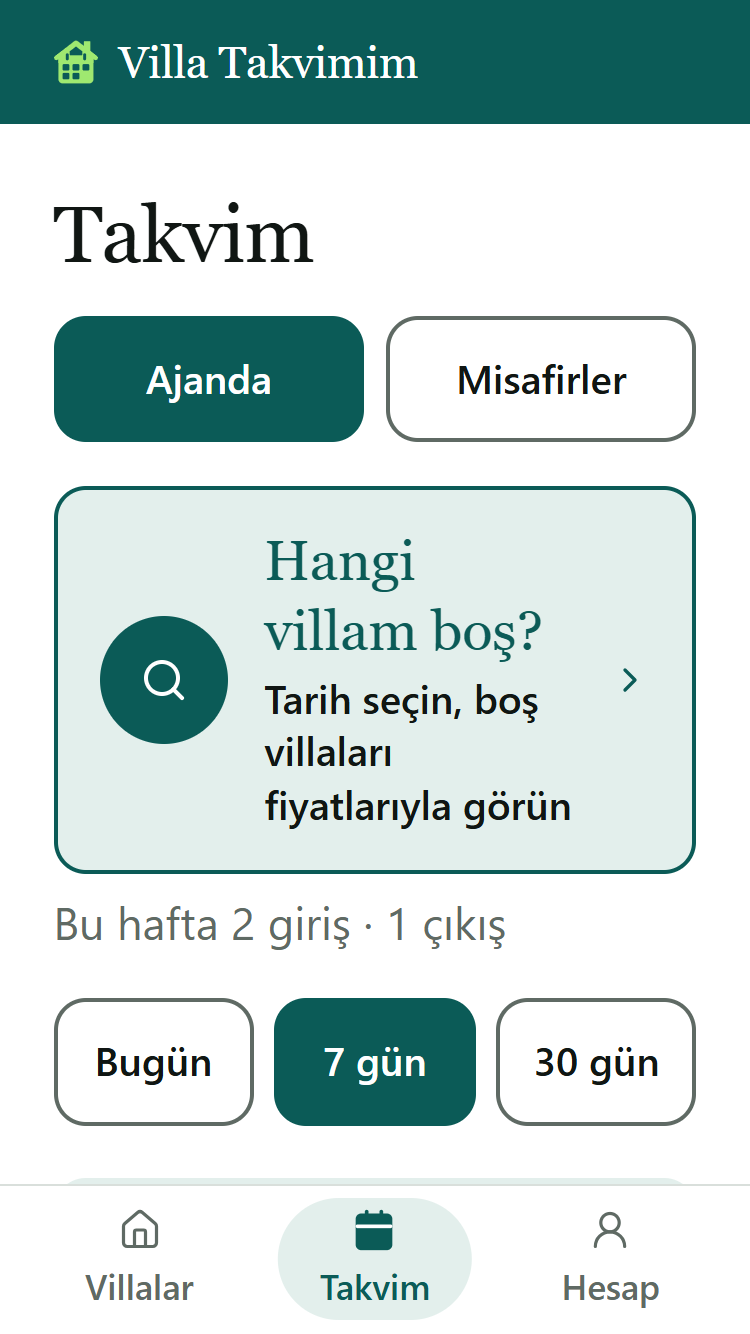 Villa Takvimim
Takvim
Ajanda
Misafirler
Hangi
villam boş?
Tarih seçin, boş
villaları
fiyatlarıyla görün
Bu hafta 2 giriş · 1 çıkış
Bugün
7 gün
30 gün
Villalar
Takvim
Hesap